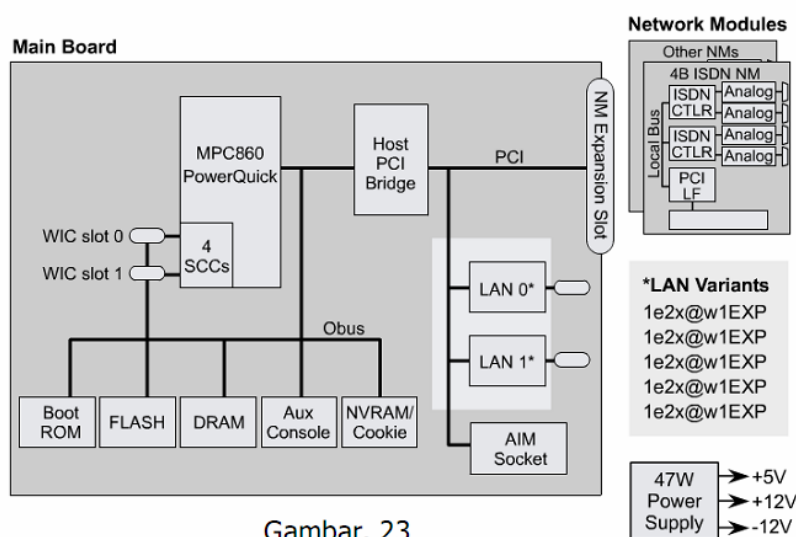 Network Modules
Main Board
Other NMs
4B ISDN NM
ISDN
CTLR
Analog
Analog
ISDN
CTLR
Analog
Analog
Local Bus
PCI
LF
NM Expansion Slot
MPC860
PowerQuick
Host
PCI
Bridge
PCI
WIC slot 0
WIC slot 1
4
SCCs
LAN 0*
LAN 1*
Obus
Boot
ROM
FLASH
DRAM
Aux
Console
NVRAM/
Cookie
AIM
Socket
*LAN Variants
1e2x@w1EXP
1e2x@w1EXP
1e2x@w1EXP
1e2x@w1EXP
1e2x@w1EXP
47W
Power
Supply
+5V
+12V
-12V
Gambar. 23